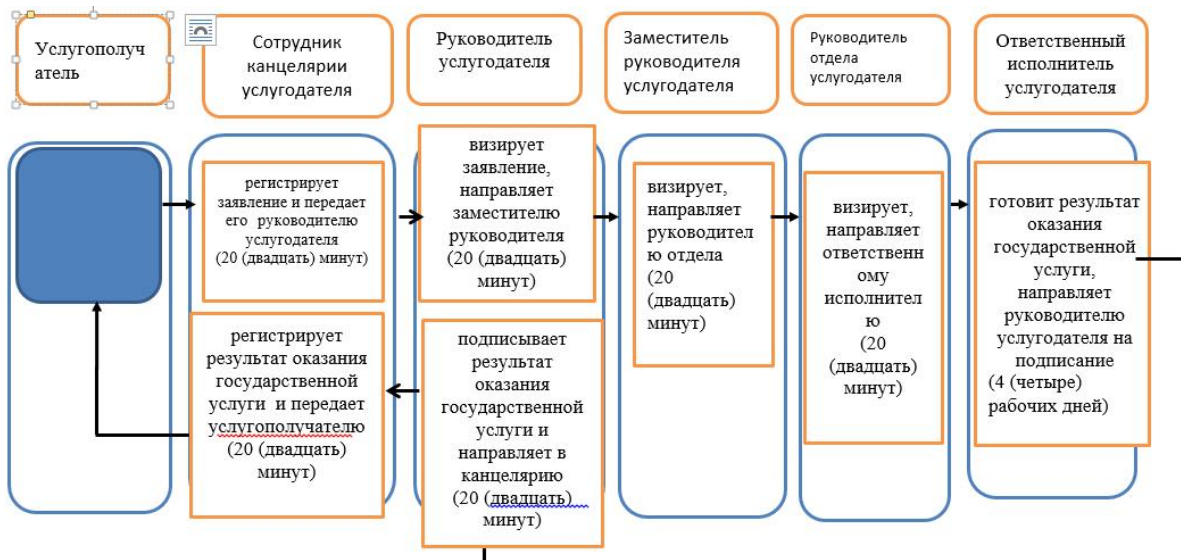 Услугополуч
атель
Сотрудник
канцелярии
услугодателя
Руководитель
услугодателя
Заместитель
руководителя
услугодателя
Руководитель
отдела
услугодателя
Ответственный
исполнитель
услугодателя
регистрирует
заявление и передает
его руководителю
услугодателя
(20 (двадцать) минут)
визирует
заявление,
направляет
заместителю
руководителя
(20 (двадцать)
минут)
визирует,
направляет
руководител
ю отдела
(20
(двадцать)
минут)
визирует,
направляет
ответственн
ому
исполнител
ю
(20
(двадцать)
минут)
готовит результат
оказания
государственной
услуги,
направляет
руководителю
услугодателя на
подписание
(4 (четыре)
рабочих дней)
регистрирует
результат оказания
государственной
услуги и передает
услугополучателю
(20 (двадцать)
минут)
подписывает
результат
оказания
государственной
услуги и
направляет в
канцелярию
(20 (двадцать)
минут)